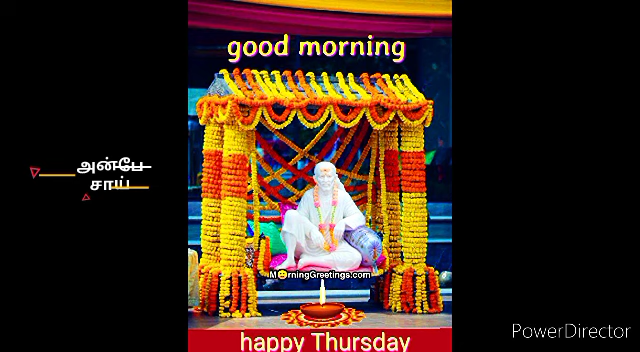 good morning
அன்பே
சாய்
MorningGreetings.com
happy Thursday
PowerDirector